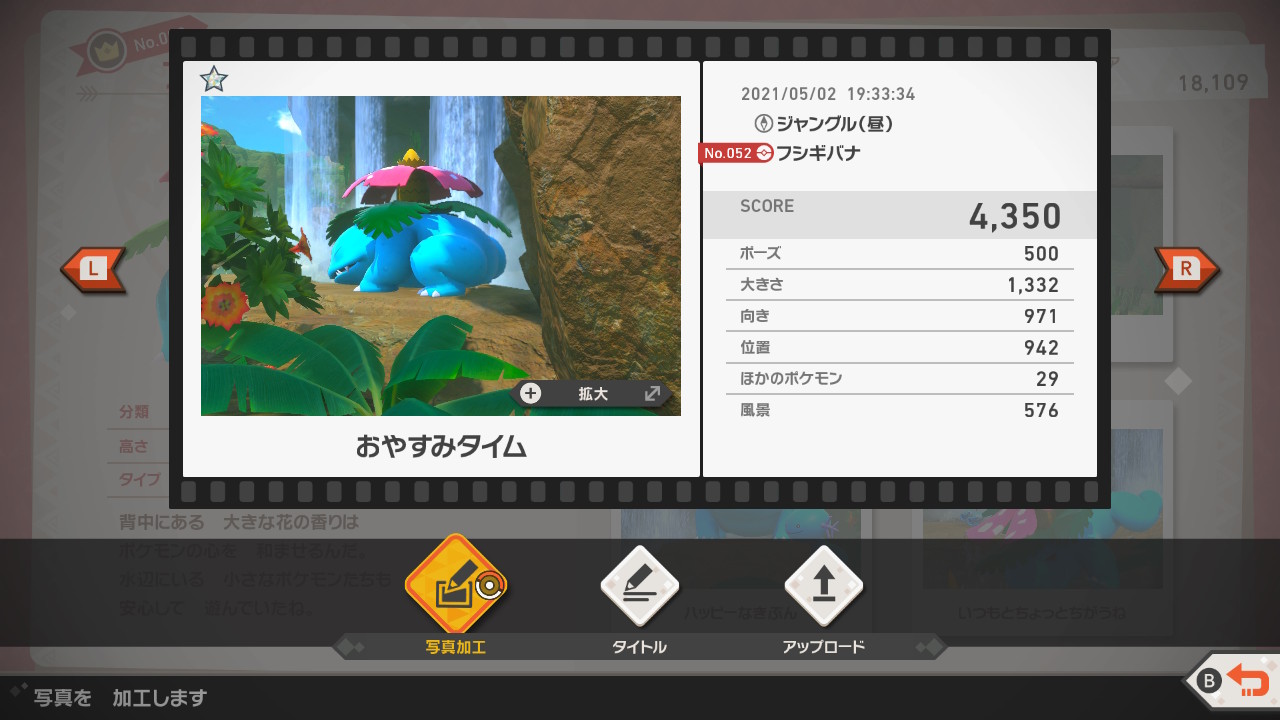 No.0
18,109
2021/05/02 19:33:34
ジャングル(昼)
No.052 フシギバナ
SCORE 4,350
ポーズ 500
大きさ 1,332
向き 971
位置 942
ほかのポケモン 29
風景 576
L
R
+ 拡大
おやすみタイム
分類
高さ
タイプ
背中にある 大きな花の香りは
ポケモンの心を 和ませるんだ。
水辺にいる 小さなポケモンたちも
安心して 遊んでいたね。
ハッピーなきぶん
いつもとちょっとちがうね
写真加工
タイトル
アップロード
B
写真を 加工します